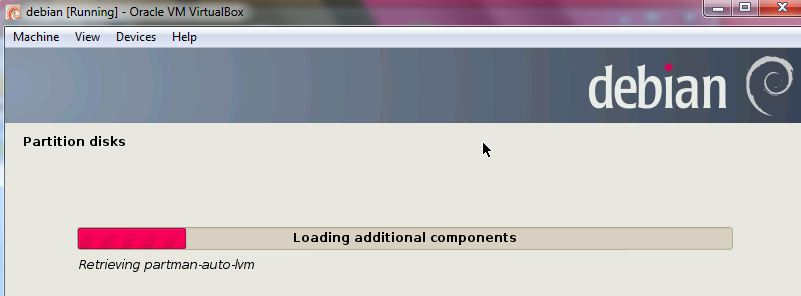 debian [Running] - Oracle VM VirtualBox
Machine View Devices Help
debian
Partition disks
Loading additional components
Retrieving partman-auto-lvm